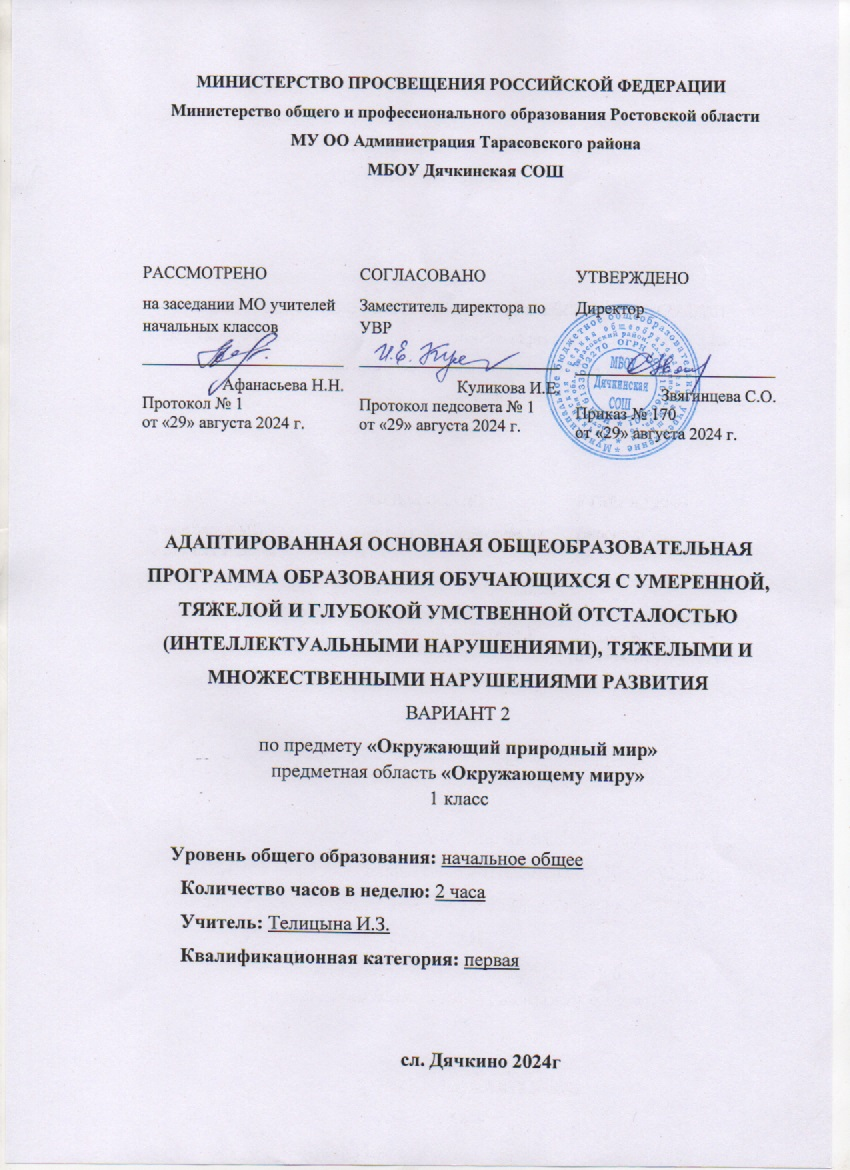 МИНИСТЕРСТВО ПРОСВЕЩЕНИЯ РОССИЙСКОЙ ФЕДЕРАЦИИ
Министерство общего и профессионального образования Ростовской области
МУ ОО Администрация Тарасовского района
МБОУ Дячкинская СОШ
РАССМОТРЕНО
на заседании МО учителей
начальных классов
Афанасьева Н.Н.
Протокол № 1
от «29» августа 2024 г.
СОГЛАСОВАНО
Заместитель директора по
УВР
Куликова И.Е.
Протокол педсовета № 1
от «29» августа 2024 г.
УТВЕРЖДЕНО
Директор
Звягинцева С.О.
Приказ № 170
от «29» августа 2024 г.
МБОУ
Дячкинская
СОШ
АДАПТИРОВАННАЯ ОСНОВНАЯ ОБЩЕОБРАЗОВАТЕЛЬНАЯ
ПРОГРАММА ОБРАЗОВАНИЯ ОБУЧАЮЩИХСЯ С УМЕРЕННОЙ,
ТЯЖЕЛОЙ И ГЛУБОКОЙ УМСТВЕННОЙ ОТСТАЛОСТЬЮ
(ИНТЕЛЛЕКТУАЛЬНЫМИ НАРУШЕНИЯМИ), ТЯЖЕЛЫМИ И
МНОЖЕСТВЕННЫМИ НАРУШЕНИЯМИ РАЗВИТИЯ
ВАРИАНТ 2
по предмету «Окружающий природный мир»
предметная область «Окружающему миру»
1 класс
Уровень общего образования: начальное общее
Количество часов в неделю: 2 часа
Учитель: Телицына И.З.
Квалификационная категория: первая
сл. Дячкино 2024г